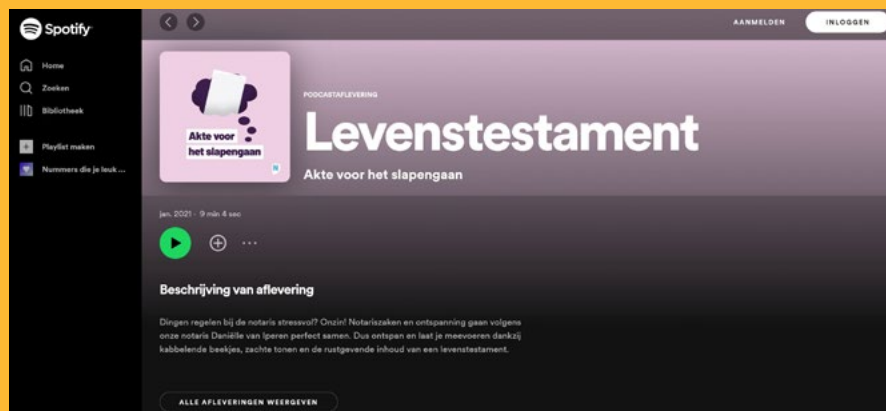 Spotify
AANMELDEN
INLOGGEN
Home
Zoeken
Bibliotheek
Playlist maken
Nummers die je leuk ...
Akte voor
het slapengaan
N
PODCASTAFLEVERING
Levenstestament
Akte voor het slapengaan
jan. 2021 · 9 min 4 sec
Beschrijving van aflevering
Dingen regelen bij de notaris stressvol? Onzin! Notariszaken en ontspanning gaan volgens
onze notaris Daniëlle van Iperen perfect samen. Dus ontspan en laat je meevoeren dankzij
kabbelende beekjes, zachte tonen en de rustgevende inhoud van een levenstestament.
ALLE AFLEVERINGEN WEERGEVEN